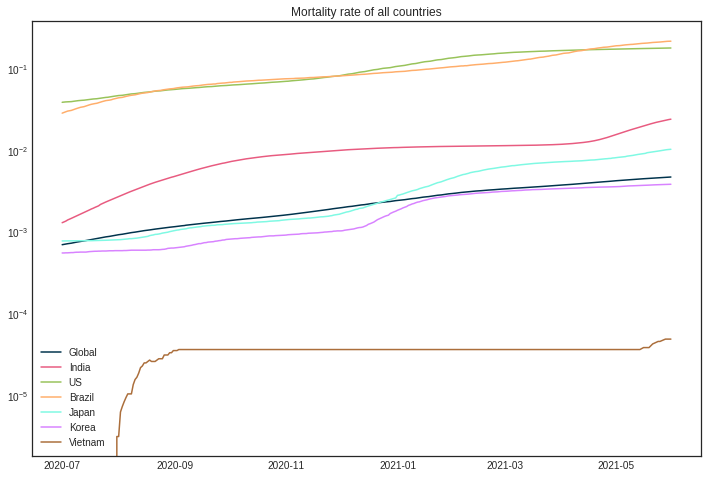 Mortality rate of all countries
10⁻¹
10⁻²
10⁻³
10⁻⁴
10⁻⁵
Global
India
US
Brazil
Japan
Korea
Vietnam
2020-07 2020-09 2020-11 2021-01 2021-03 2021-05